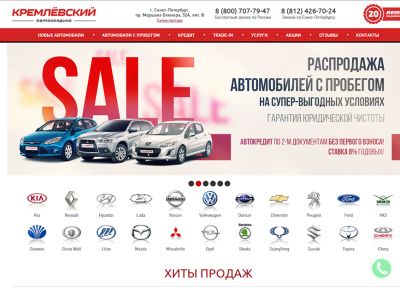 КРЕМЛЁВСКИЙ
автохолдинг
г. Санкт-Петербург,
пр. Маршала Блюхера, 52А, лит. В
Схема проезда
8 (800) 707-79-47
Бесплатный звонок по России
8 (812) 426-70-24
Звонок по Санкт-Петербургу
20 лет
НОВЫЕ АВТОМОБИЛИ АВТОМОБИЛИ С ПРОБЕГОМ КРЕДИТ TRADE-IN УСЛУГИ АКЦИИ ОТЗЫВЫ КОНТАКТЫ
SALE
РАСПРОДАЖА
АВТОМОБИЛЕЙ С ПРОБЕГОМ
НА СУПЕР-ВЫГОДНЫХ УСЛОВИЯХ
ГАРАНТИЯ ЮРИДИЧЕСКОЙ ЧИСТОТЫ
АВТОКРЕДИТ ПО 2-М ДОКУМЕНТАМ БЕЗ ПЕРВОГО ВЗНОСА!
СТАВКА 8% ГОДОВЫХ!
Kia Renault Hyundai Lada Nissan Volkswagen Datsun Chevrolet Peugeot Ford УАЗ
Daewoo Great Wall Lifan Mazda Mitsubishi Opel Skoda SsangYong Suzuki Toyota Chery
ХИТЫ ПРОДАЖ